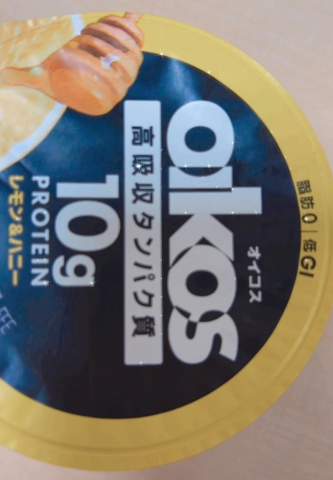 脂肪0 | 低GI
オイコス
oikos
高吸収タンパク質
10g
PROTEIN
レモン&ハニー